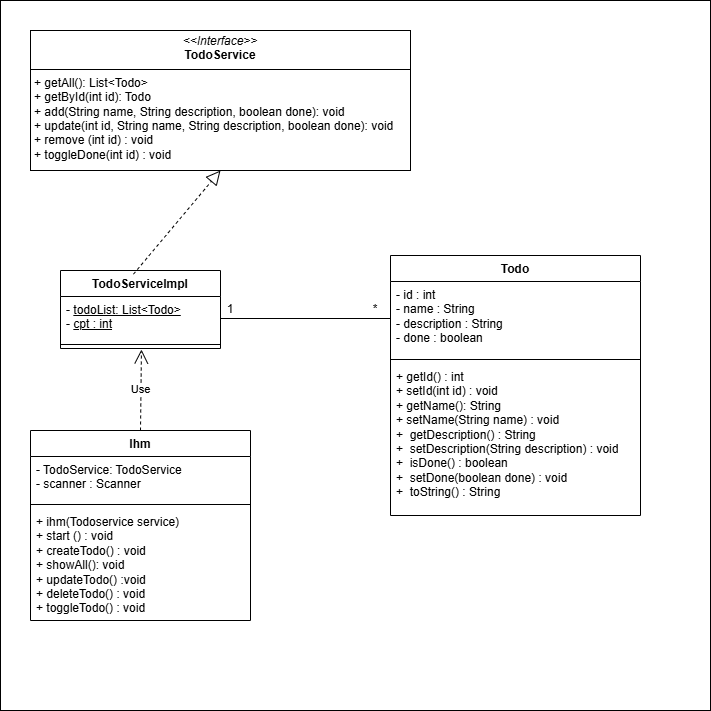 <<Interface>>
TodoService
+ getAll(): List<Todo>
+ getById(int id): Todo
+ add(String name, String description, boolean done): void
+ update(int id, String name, String description, boolean done): void
+ remove (int id) : void
+ toggleDone(int id) : void
TodoServiceImpl
- todoList: List<Todo>
- cpt : int
1
*
Todo
- id : int
- name : String
- description : String
- done : boolean
+ getId() : int
+ setId(int id) : void
+ getName(): String
+ setName(String name) : void
+ getDescription() : String
+ setDescription(String description) : void
+ isDone() : boolean
+ setDone(boolean done) : void
+ toString() : String
Use
Ihm
- TodoService: TodoService
- scanner : Scanner
+ ihm(Todoservice service)
+ start () : void
+ createTodo() : void
+ showAll(): void
+ updateTodo() :void
+ deleteTodo() : void
+ toggleTodo() : void